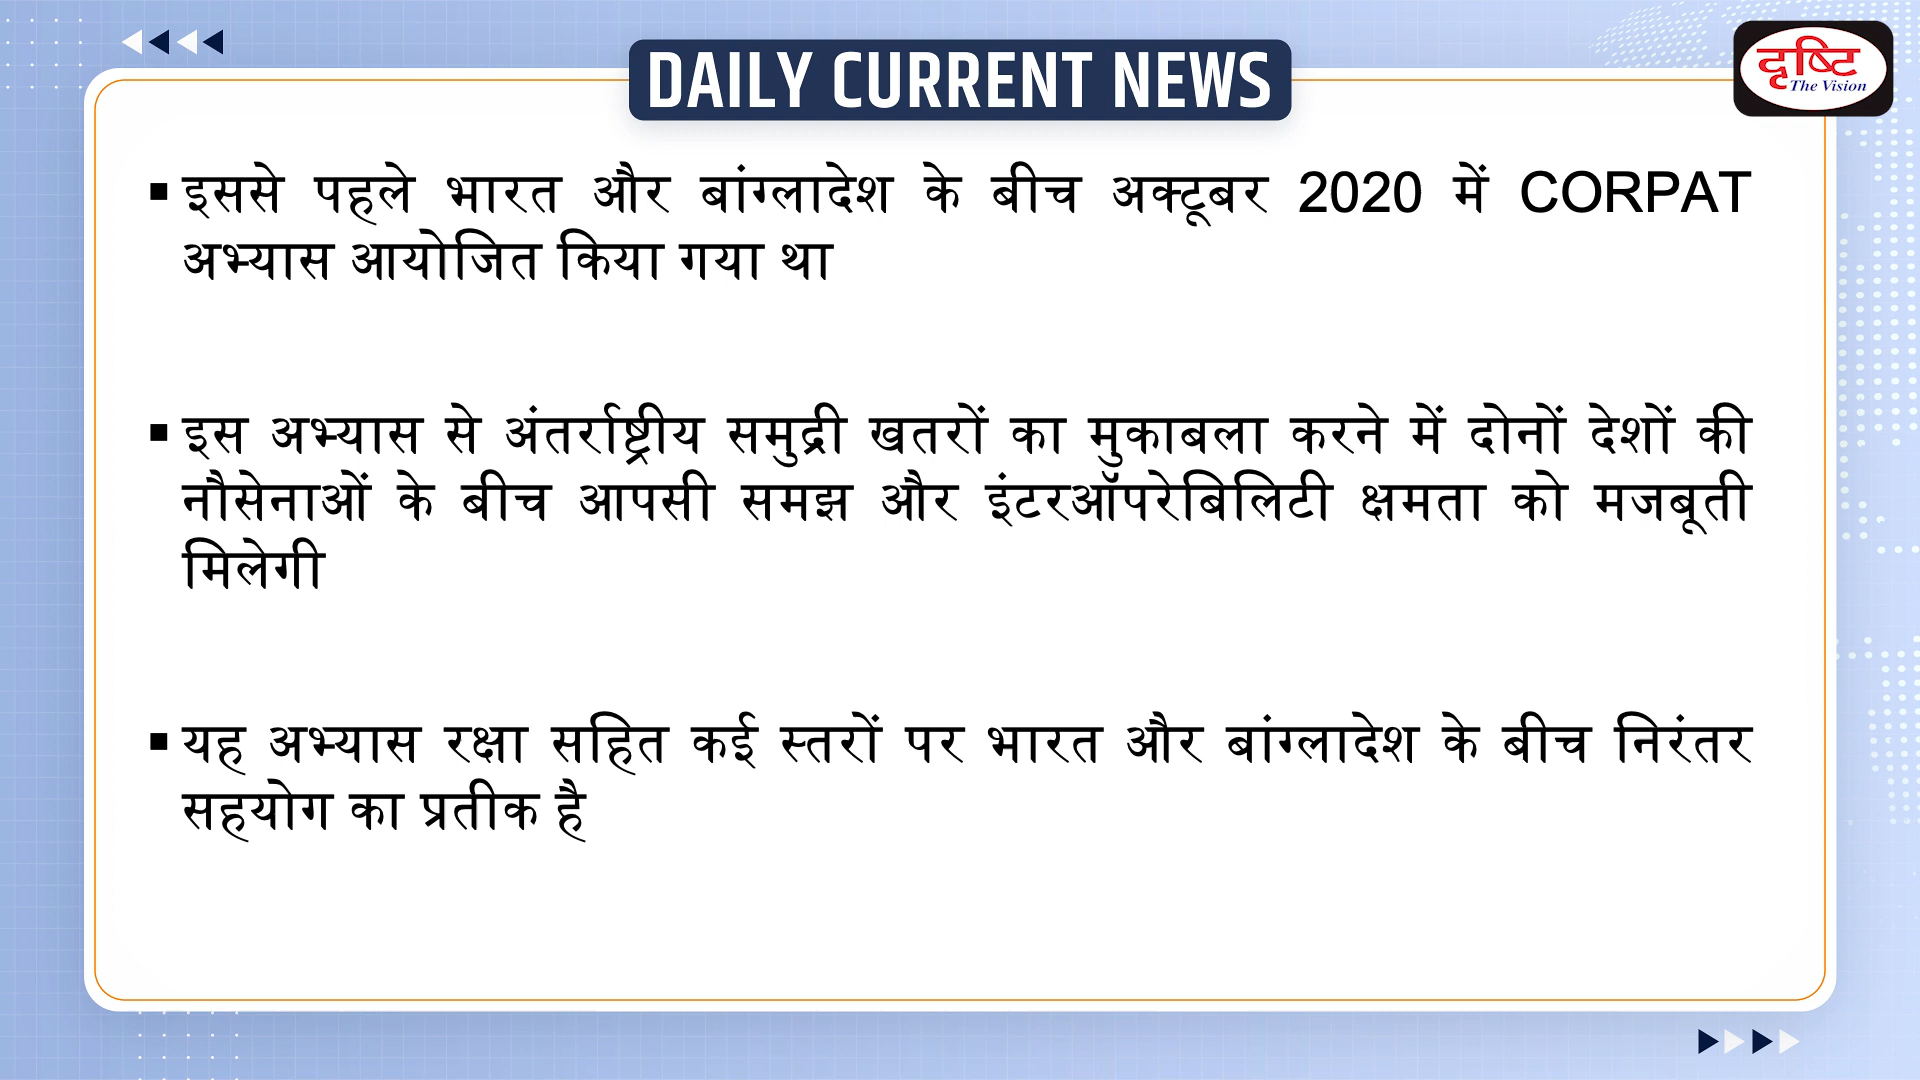 DAILY CURRENT NEWS
दृष्टि
The Vision
▪ इससे पहले भारत और बांग्लादेश के बीच अक्टूबर 2020 में CORPAT
अभ्यास आयोजित किया गया था
▪ इस अभ्यास से अंतर्राष्ट्रीय समुद्री खतरों का मुकाबला करने में दोनों देशों की
नौसेनाओं के बीच आपसी समझ और इंटरऑपरेबिलिटी क्षमता को मजबूती
मिलेगी
▪ यह अभ्यास रक्षा सहित कई स्तरों पर भारत और बांग्लादेश के बीच निरंतर
सहयोग का प्रतीक है